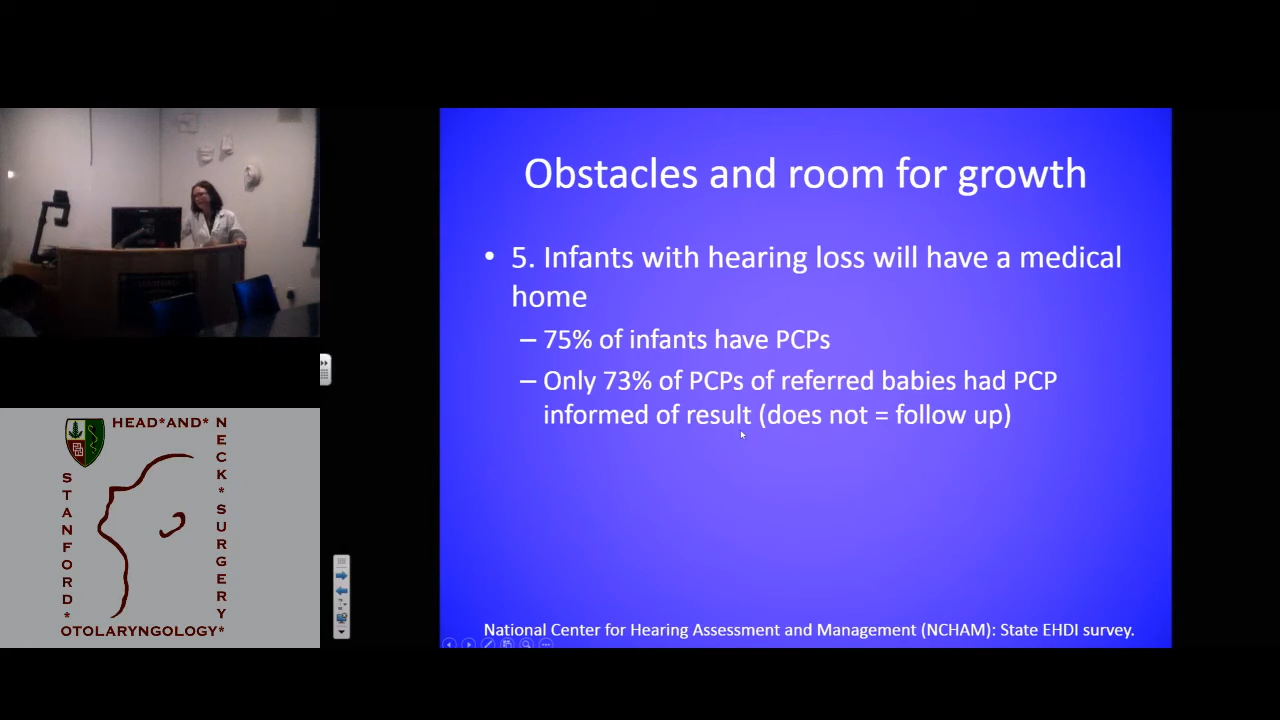 Obstacles and room for growth
• 5. Infants with hearing loss will have a medical
home
– 75% of infants have PCPs
– Only 73% of PCPs of referred babies had PCP
informed of result (does not = follow up)
National Center for Hearing Assessment and Management (NCHAM): State EHDI survey.
HEAD*AND*
NECK*SURGERY*
STANFORD*
OTOLARYNGOLOGY*